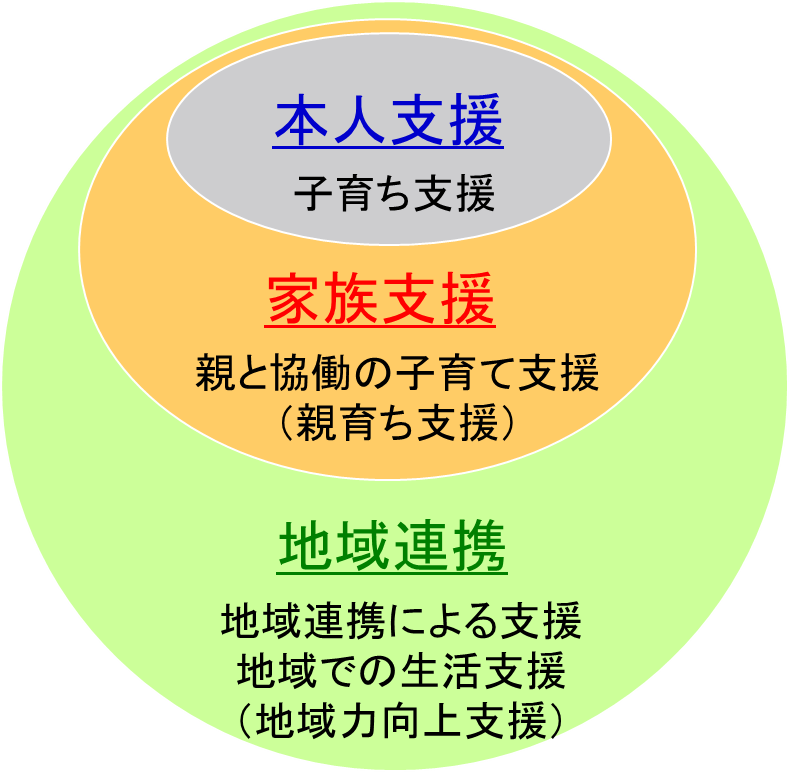 本人支援
子育ち支援
家族支援
親と協働の子育て支援
（親育ち支援）
地域連携
地域連携による支援
地域での生活支援
（地域力向上支援）